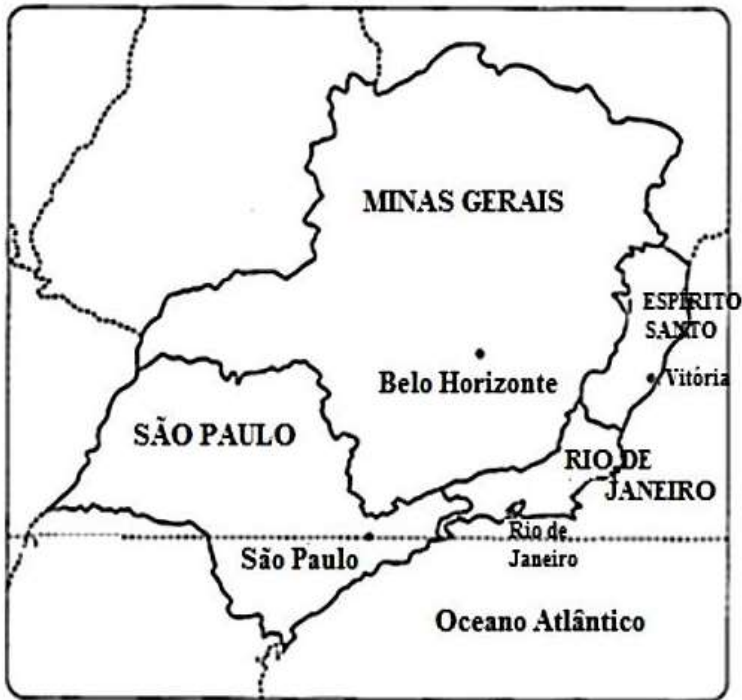 MINAS GERAIS
ESPÍRITO
SANTO
Belo Horizonte
Vitória
SÃO PAULO
RIO DE
JANEIRO
São Paulo
Rio de
Janeiro
Oceano Atlântico